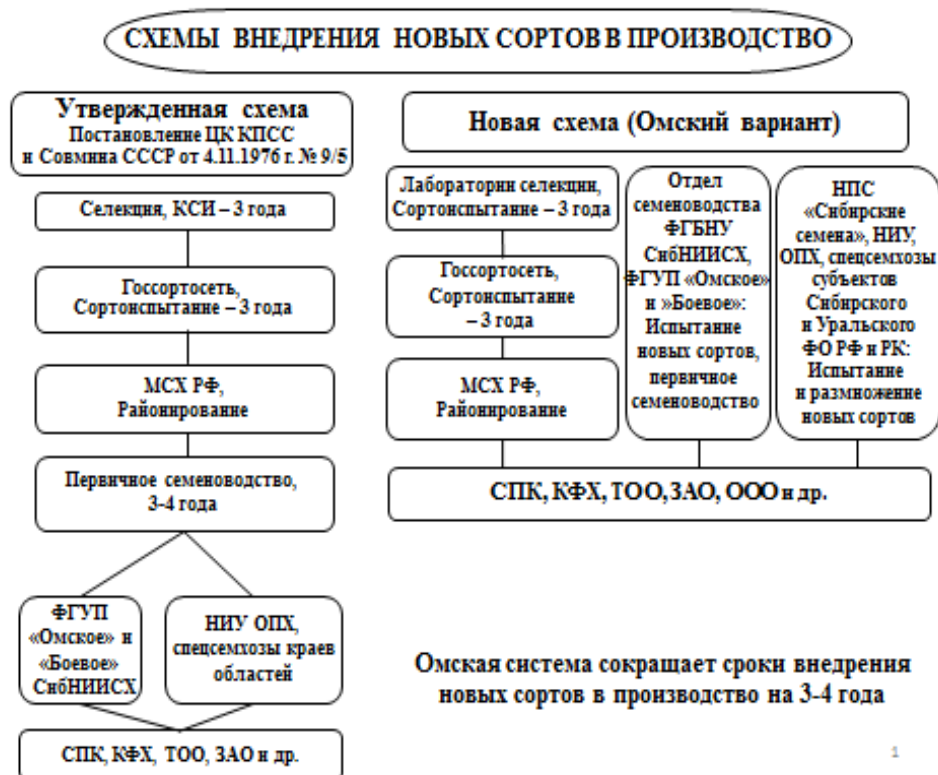 СХЕМЫ ВНЕДРЕНИЯ НОВЫХ СОРТОВ В ПРОИЗВОДСТВО
Утвержденная схема
Постановление ЦК КПСС
и Совмина СССР от 4.11.1976 г. № 9/5
Селекция, КСИ – 3 года
Госсортосеть,
Сортоиспытание – 3 года
МСХ РФ,
Районирование
Первичное семеноводство,
3-4 года
ФГУП
«Омское» и
«Боевое»
СибНИИСХ
НИУ ОПХ,
спецсемхозы краев
областей
СПК, КФХ, ТОО, ЗАО и др.
Новая схема (Омский вариант)
Лаборатории селекции,
Сортоиспытание – 3 года
Госсортосеть,
Сортоиспытание
– 3 года
МСХ РФ,
Районирование
Отдел
семеноводства
ФГБНУ
СибНИИСХ,
ФГУП «Омское»
и »Боевое»:
Испытание
новых сортов,
первичное
семеноводство
НПС
«Сибирские
семена», НИУ,
ОПХ, спецсемхозы
субъектов
Сибирского
и Уральского
ФО РФ и РК:
Испытание
и размножение
новых сортов
СПК, КФХ, ТОО, ЗАО, ООО и др.
Омская система сокращает сроки внедрения
новых сортов в производство на 3-4 года
1